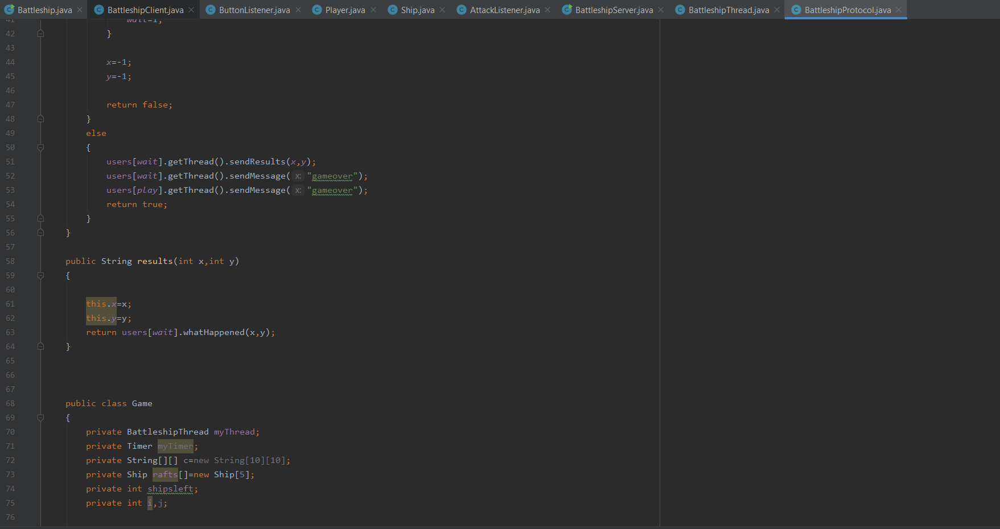 Battleship.java BattleshipClient.java ButtonListener.java Player.java Ship.java AttackListener.java BattleshipServer.java BattleshipThread.java BattleshipProtocol.java
41 wait=1;
42 }
43
44 x=-1;
45 y=-1;
46
47 return false;
48 }
49 else
50 {
51 users[wait].getThread().sendResults(x,y);
52 users[wait].getThread().sendMessage( x: "gameover");
53 users[play].getThread().sendMessage( x: "gameover");
54 return true;
55 }
56 }
57
58 public String results(int x,int y)
59 {
60
61 this.x=x;
62 this.y=y;
63 return users[wait].whatHappened(x,y);
64 }
65
66
67
68 public class Game
69 {
70 private BattleshipThread myThread;
71 private Timer myTimer;
72 private String[][] c=new String[10][10];
73 private Ship rafts[]=new Ship[5];
74 private int shipsleft;
75 private int i,j;
76